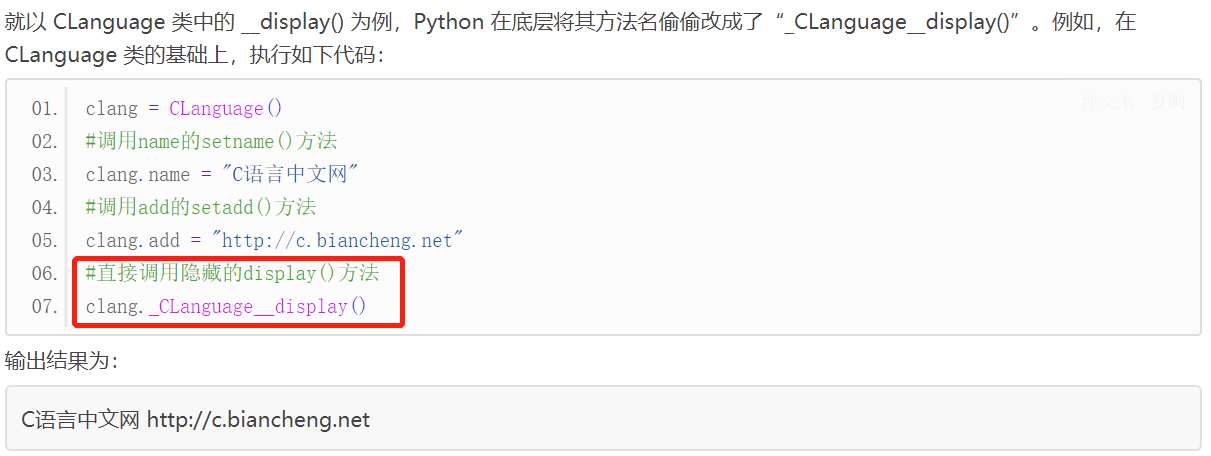 就以 CLanguage 类中的 __display() 为例，Python 在底层将其方法名偷偷改成了“_CLanguage__display()”。例如，在
CLanguage 类的基础上，执行如下代码：
纯文本 复制
01. clang = CLanguage()
02. #调用name的setname()方法
03. clang.name = "C语言中文网"
04. #调用add的setadd()方法
05. clang.add = "http://c.biancheng.net"
06. #直接调用隐藏的display()方法
07. clang._CLanguage__display()
输出结果为：
C语言中文网 http://c.biancheng.net